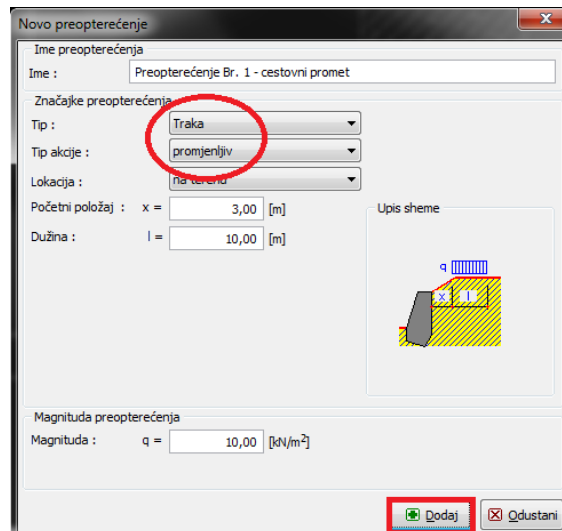 Novo preopterećenje
Ime preopterećenja
Ime : Preopterećenje Br. 1 - cestovni promet
Značajke preopterećenja
Tip : Traka
Tip akcije : promjenljiv
Lokacija : na terenu
Početni položaj : x = 3,00 [m]
Dužina : l = 10,00 [m]
Upis sheme
q
x l
Magnituda preopterećenja
Magnituda : q = 10,00 [kN/m²]
Dodaj Odustani